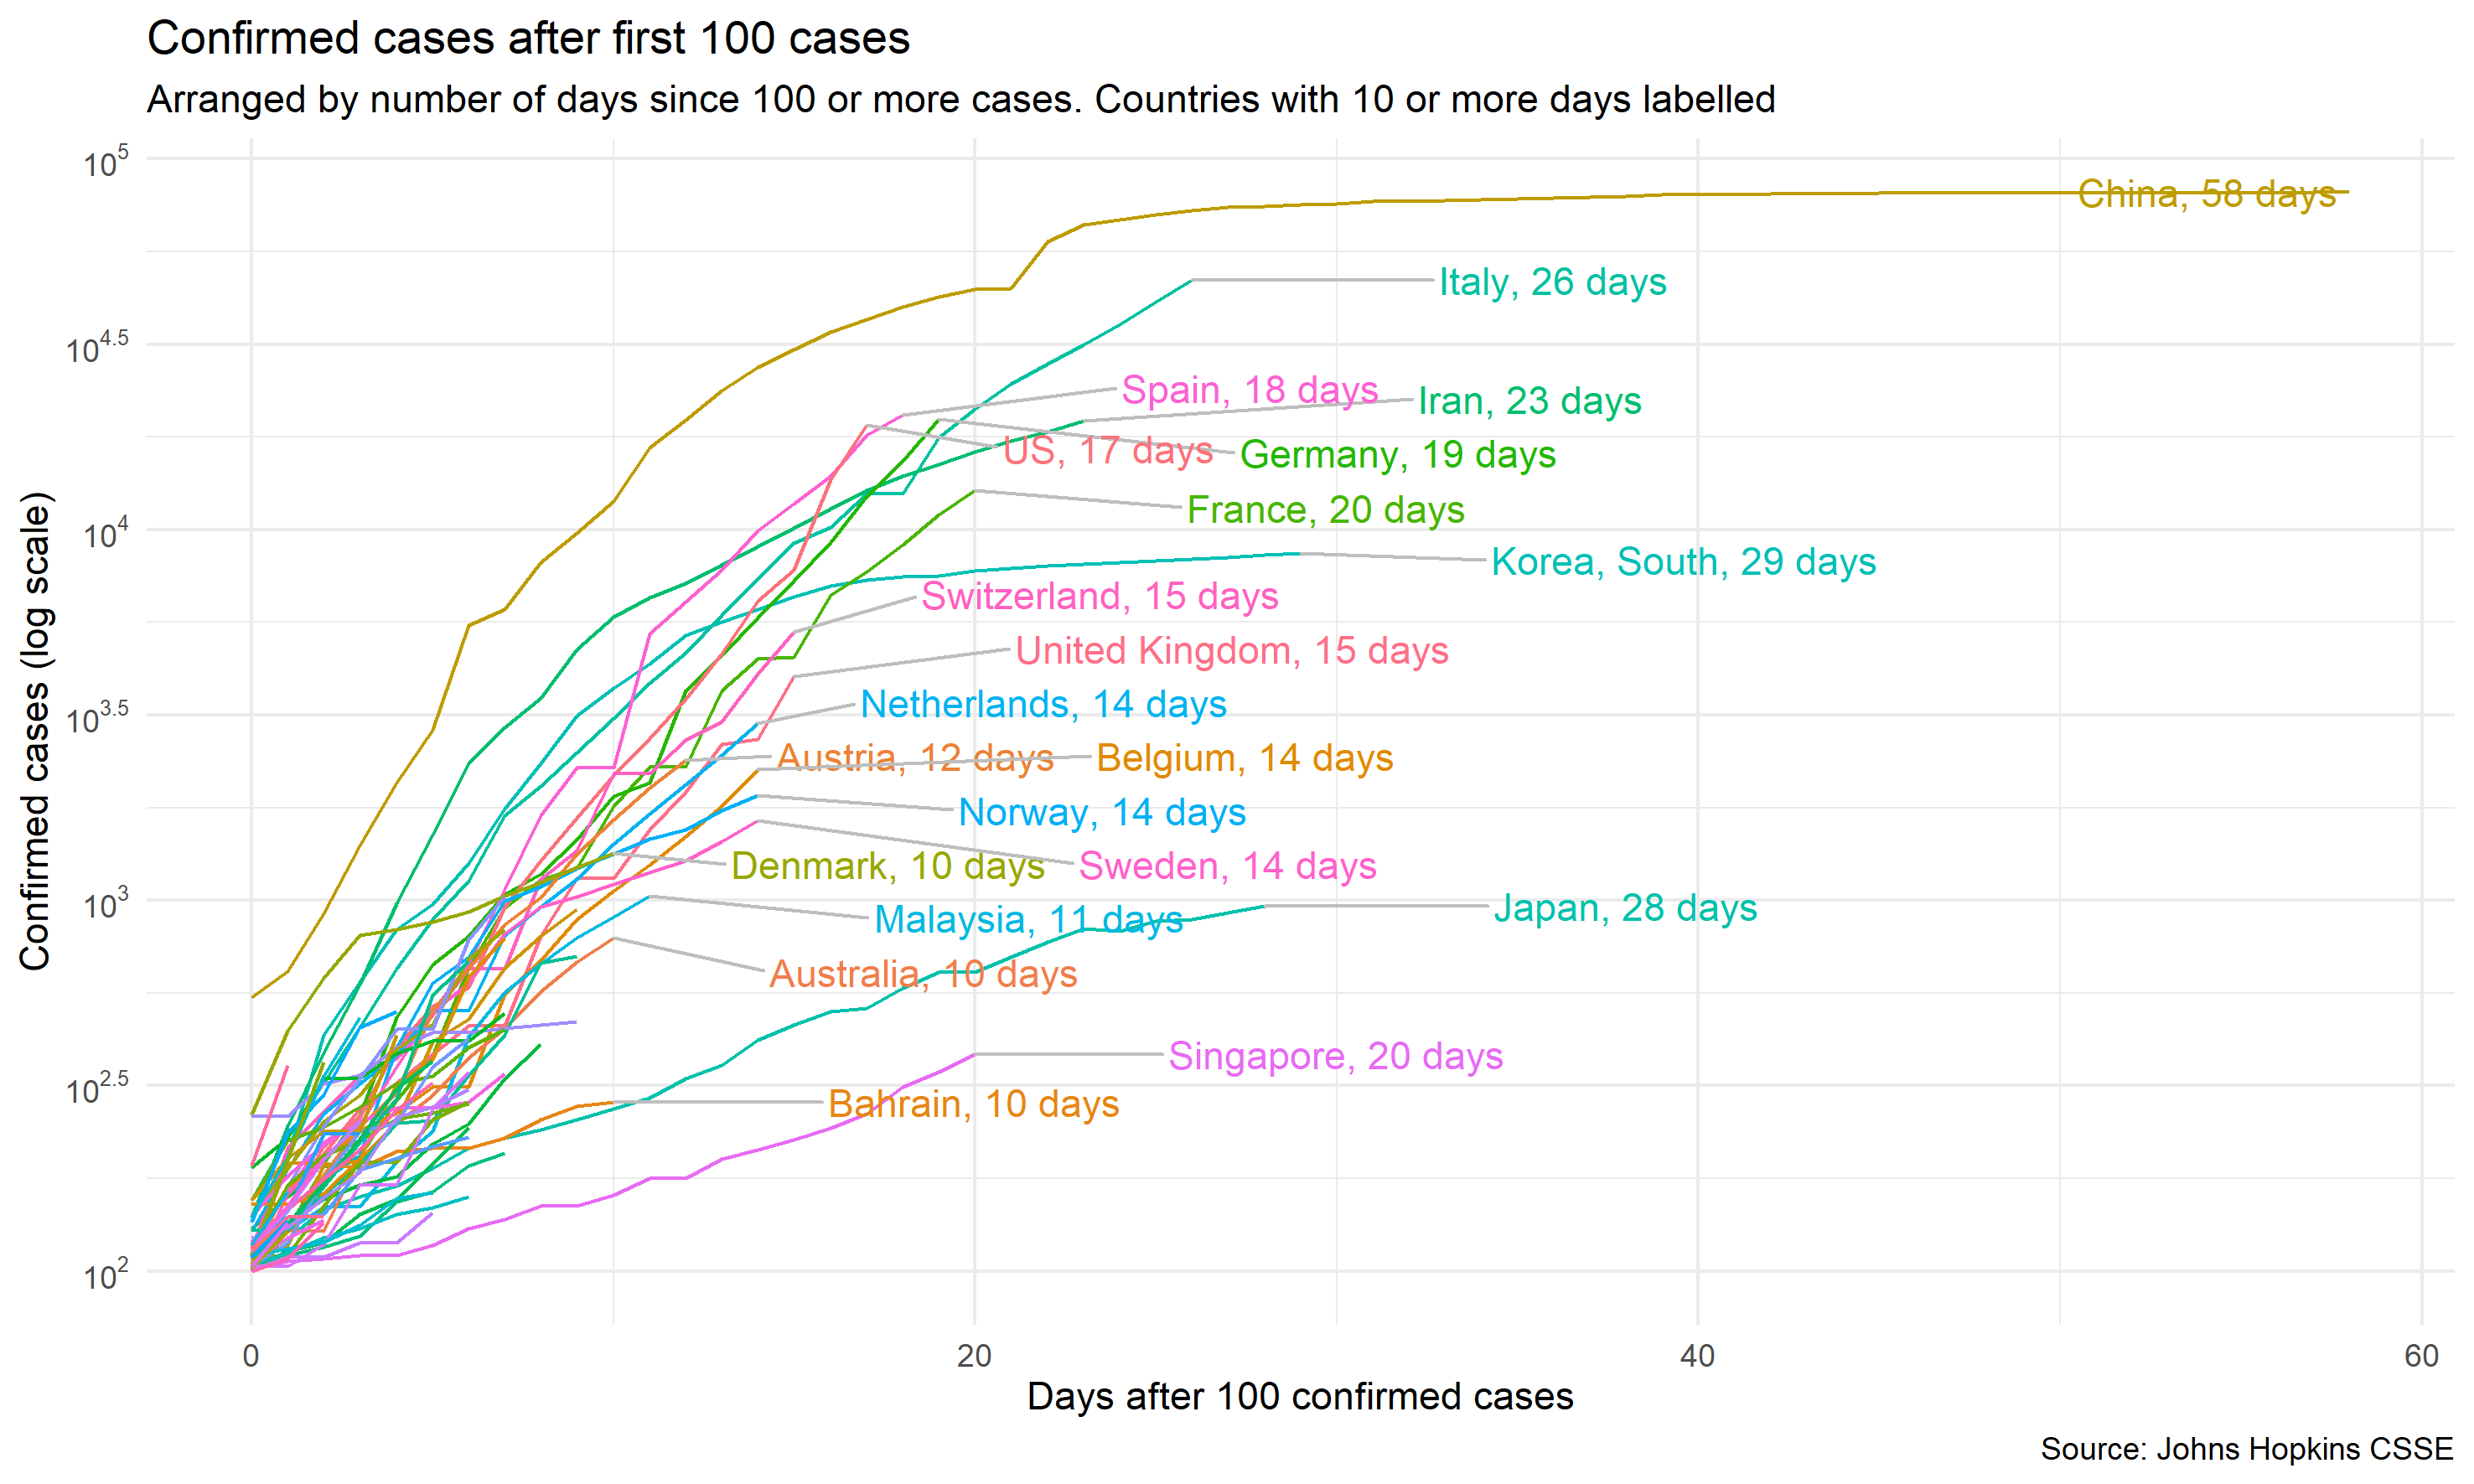 Confirmed cases after first 100 cases
Arranged by number of days since 100 or more cases. Countries with 10 or more days labelled
Confirmed cases (log scale)
10^5
10^4.5
10^4
10^3.5
10^3
10^2.5
10^2
China, 58 days
Italy, 26 days
Spain, 18 days
Iran, 23 days
US, 17 days
Germany, 19 days
France, 20 days
Korea, South, 29 days
Switzerland, 15 days
United Kingdom, 15 days
Netherlands, 14 days
Austria, 12 days
Belgium, 14 days
Norway, 14 days
Denmark, 10 days
Sweden, 14 days
Malaysia, 11 days
Japan, 28 days
Australia, 10 days
Singapore, 20 days
Bahrain, 10 days
0
20
40
60
Days after 100 confirmed cases
Source: Johns Hopkins CSSE